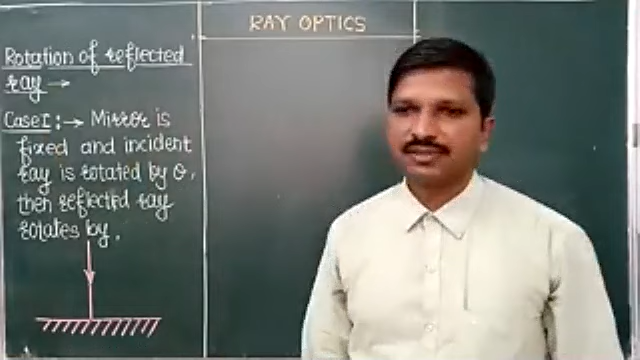 RAY OPTICS
Rotation of reflected
ray →
Case I :→ Mirror is
fixed and incident
ray is rotated by θ,
then reflected ray
rotates by,